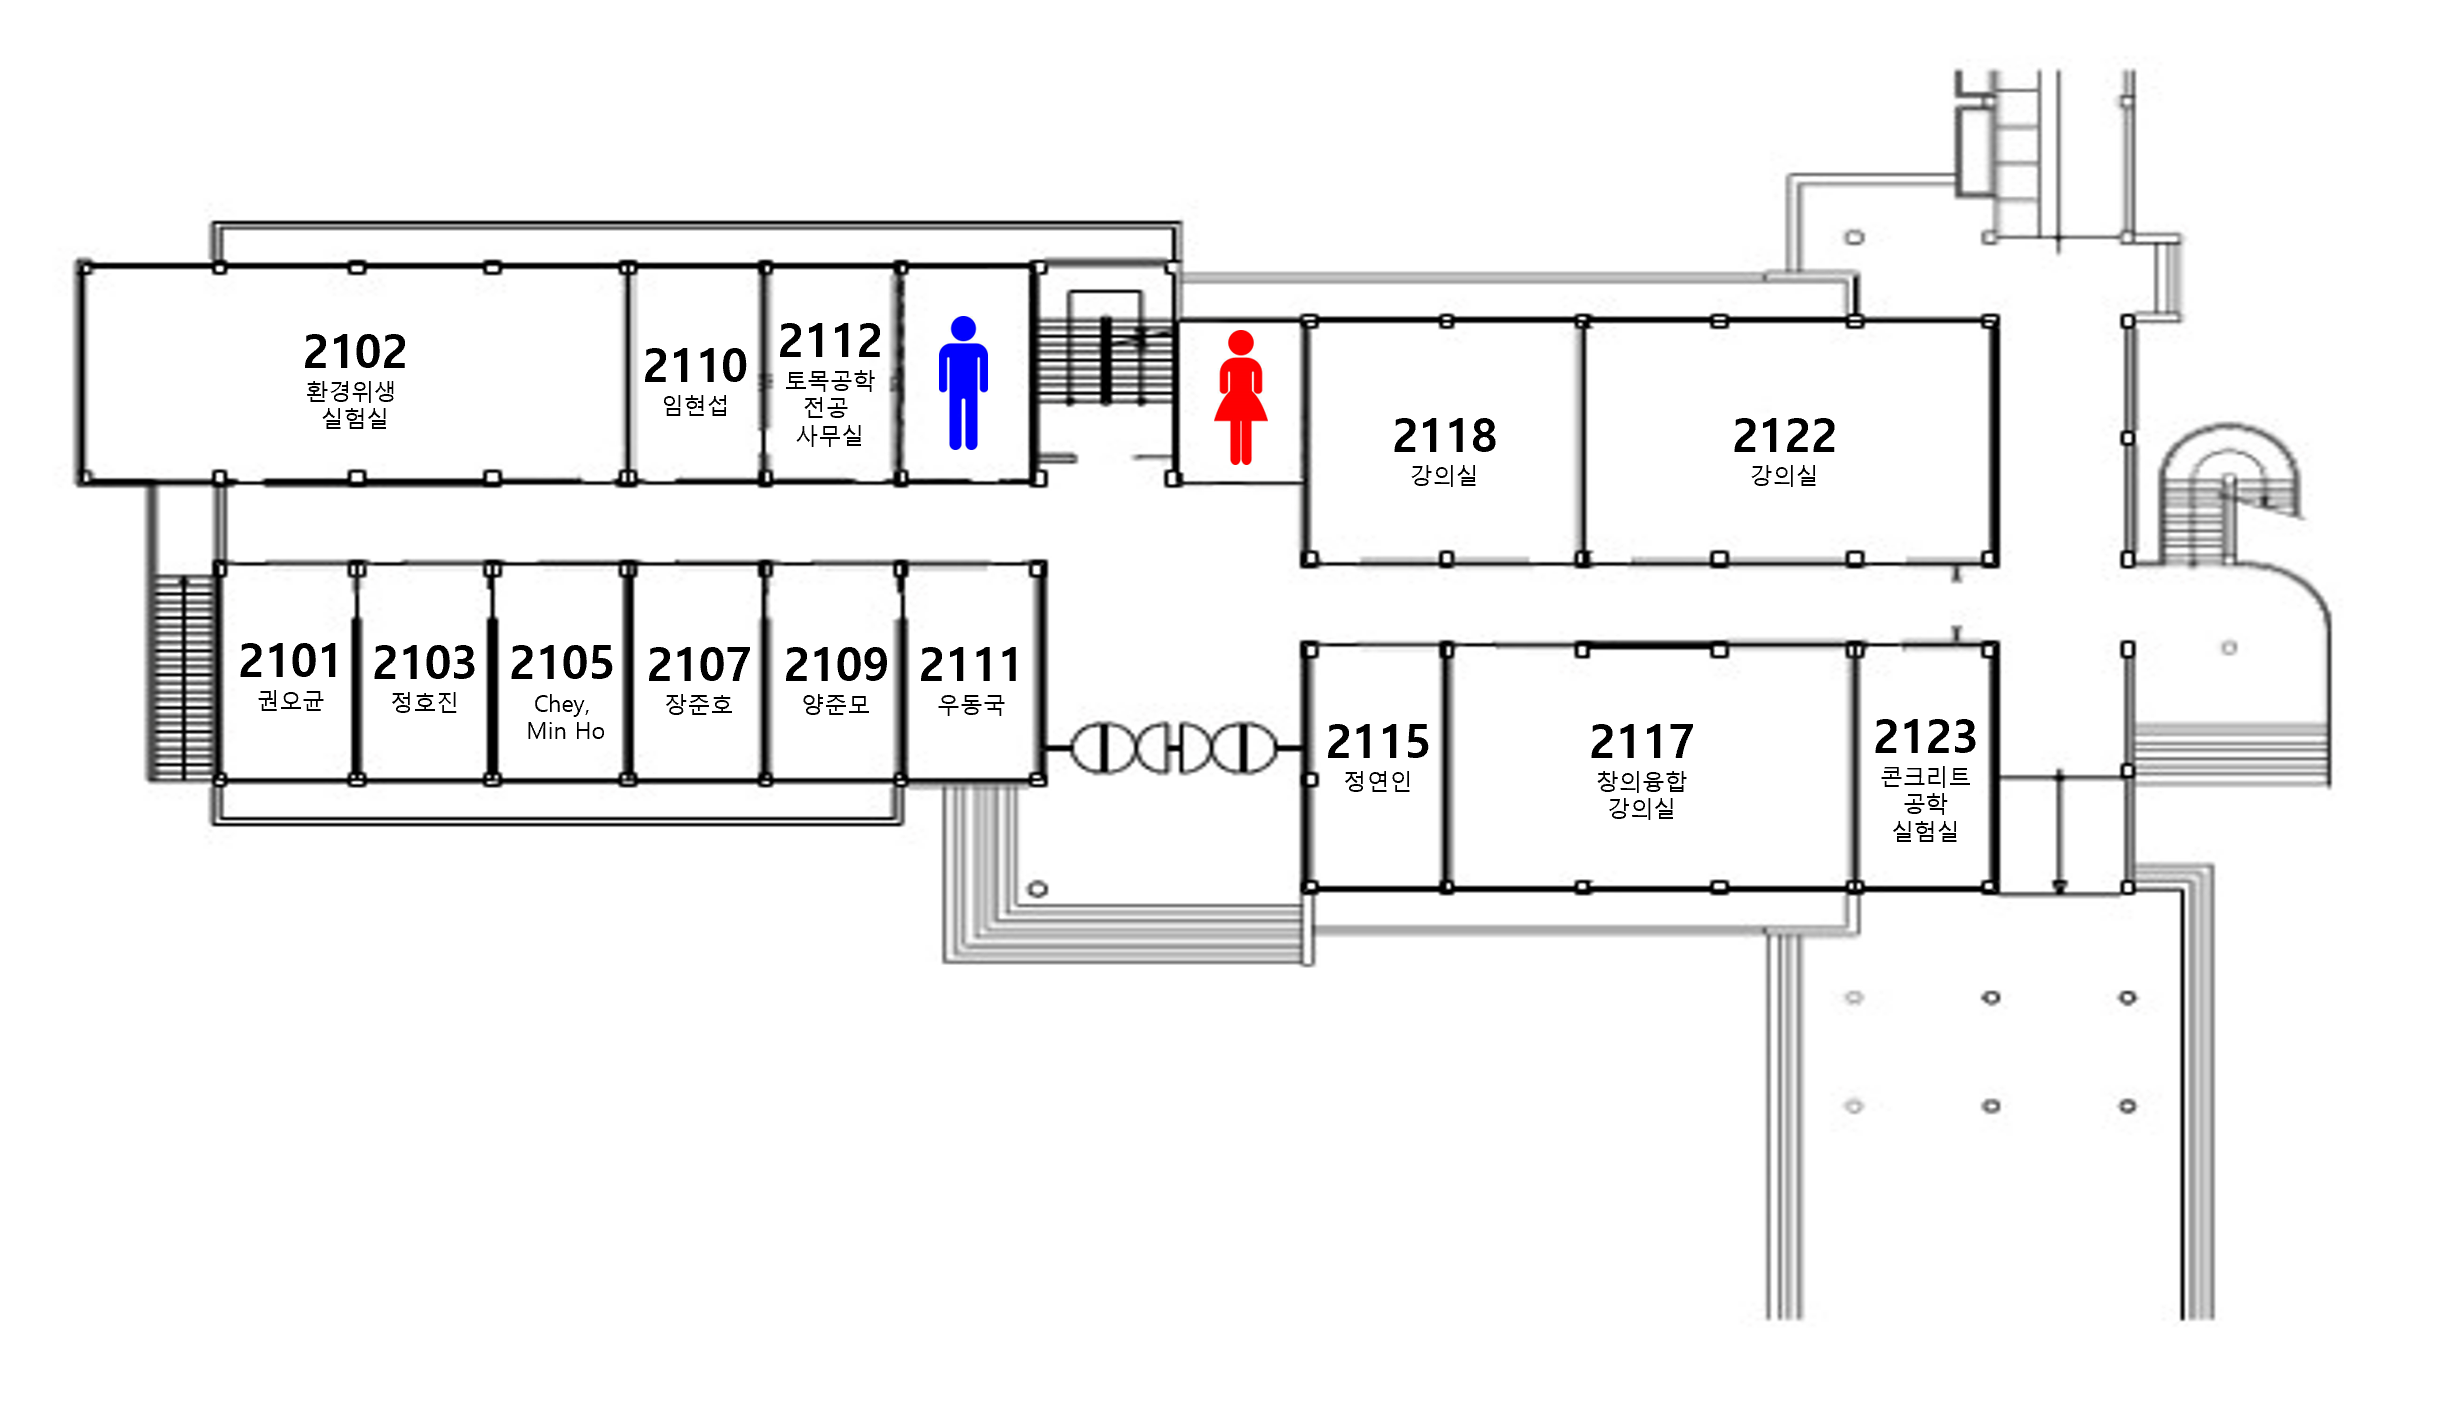 2102
환경위생
실험실
2110
임현섭
2112
토목공학
전공
사무실
2118
강의실
2122
강의실
2101
권오균
2103
정호진
2105
Chey,
Min Ho
2107
장준호
2109
양준모
2111
우동국
2115
정연인
2117
창의융합
강의실
2123
콘크리트
공학
실험실